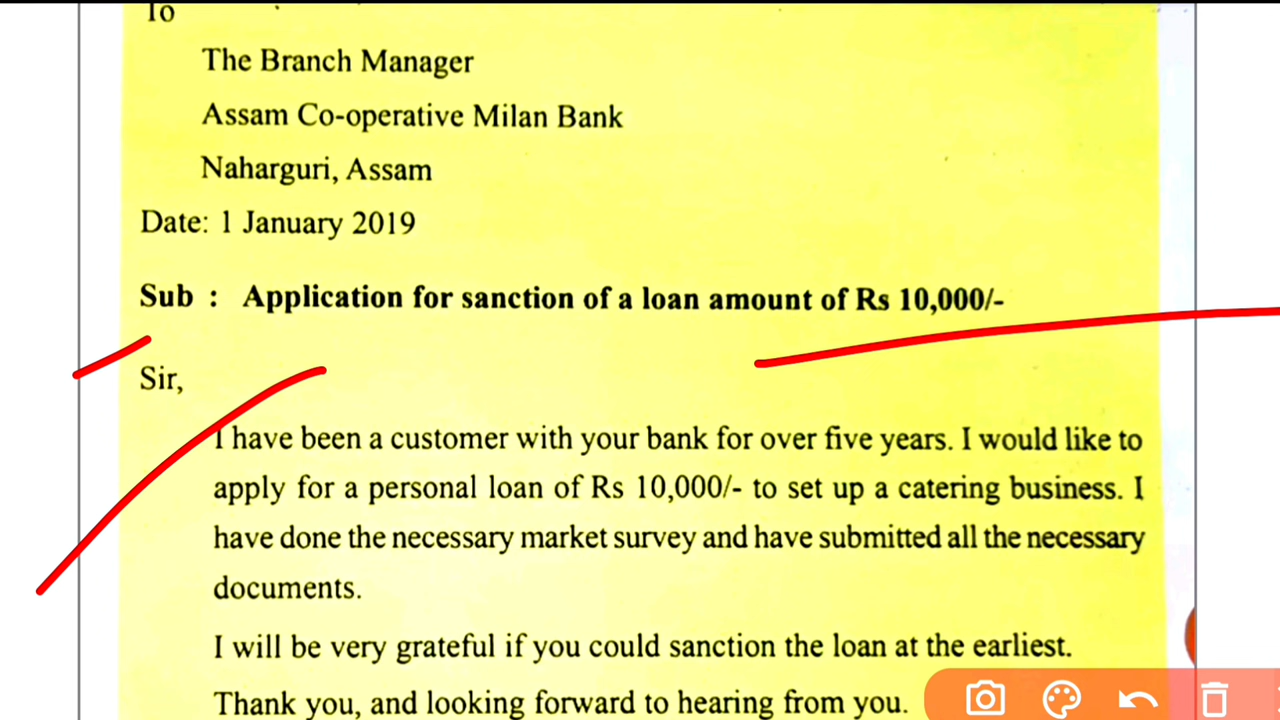 To
The Branch Manager
Assam Co-operative Milan Bank
Naharguri, Assam
Date: 1 January 2019
Sub : Application for sanction of a loan amount of Rs 10,000/-
Sir,
I have been a customer with your bank for over five years. I would like to
apply for a personal loan of Rs 10,000/- to set up a catering business. I
have done the necessary market survey and have submitted all the necessary
documents.
I will be very grateful if you could sanction the loan at the earliest.
Thank you, and looking forward to hearing from you.